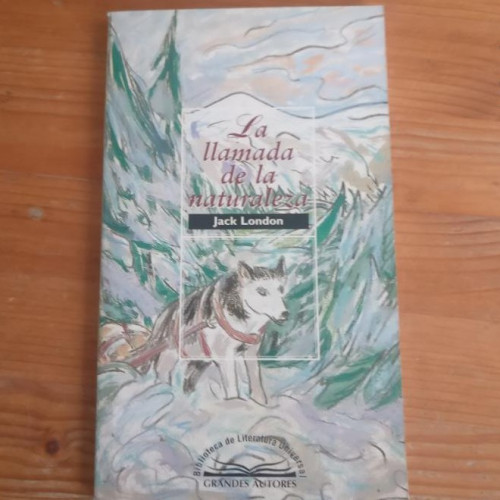 La
llamada
de la
naturaleza
Jack London
Biblioteca de Literatura Universal
GRANDES AUTORES